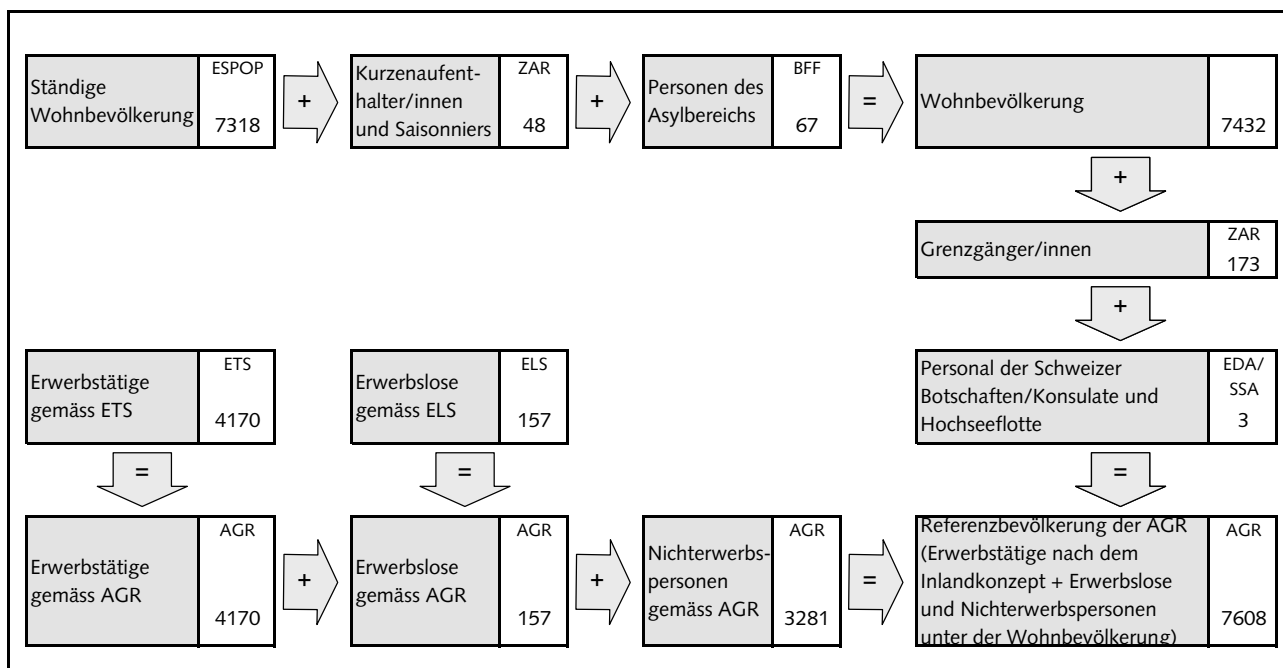 Ständige
Wohnbevölkerung
ESPOP
7318
+
Kurzenaufent-
halter/innen
und Saisonniers
ZAR
48
+
Personen des
Asylbereichs
BFF
67
=
Wohnbevölkerung
7432
+
Grenzgänger/innen
ZAR
173
+
Erwerbstätige
gemäss ETS
ETS
4170
Erwerbslose
gemäss ELS
ELS
157
Personal der Schweizer
Botschaften/Konsulate und
Hochseeflotte
EDA/
SSA
3
=
=
=
Erwerbstätige
gemäss AGR
AGR
4170
+
Erwerbslose
gemäss AGR
AGR
157
+
Nichterwerbs-
personen
gemäss AGR
AGR
3281
=
Referenzbevölkerung der AGR
(Erwerbstätige nach dem
Inlandkonzept + Erwerbslose
und Nichterwerbspersonen
unter der Wohnbevölkerung)
AGR
7608